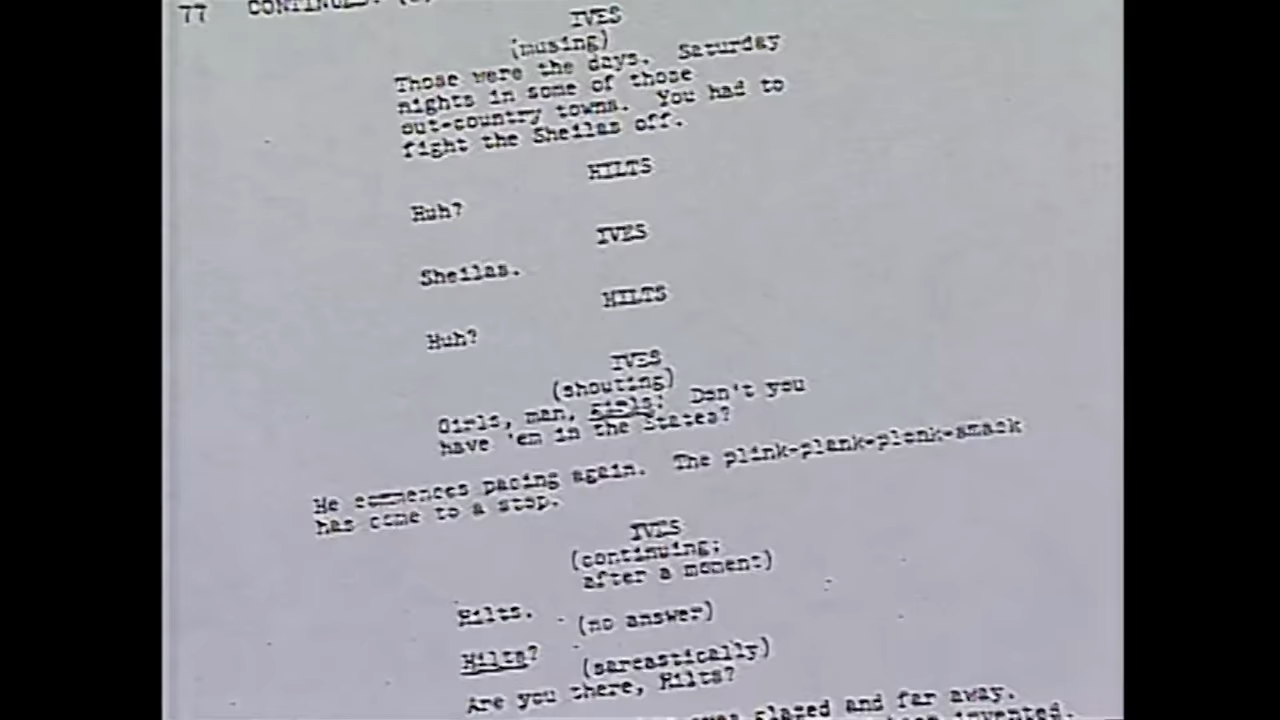 77 CONTINUED:
IVES
(musing)
Those were the days. Saturday
nights in some of those
out-country towns. You had to
fight the Sheilas off.
HILTS
Huh?
IVES
Sheilas.
HILTS
Huh?
IVES
(shouting)
Girls, man, girls! Don't you
have 'em in the States?
He commences pacing again. The plink-plank-plonk-smack
has come to a stop.
IVES
(continuing;
after a moment)
Hilts. (no answer)
Hilts? (sarcastically)
Are you there, Hilts?
glazed and far away.
invented.